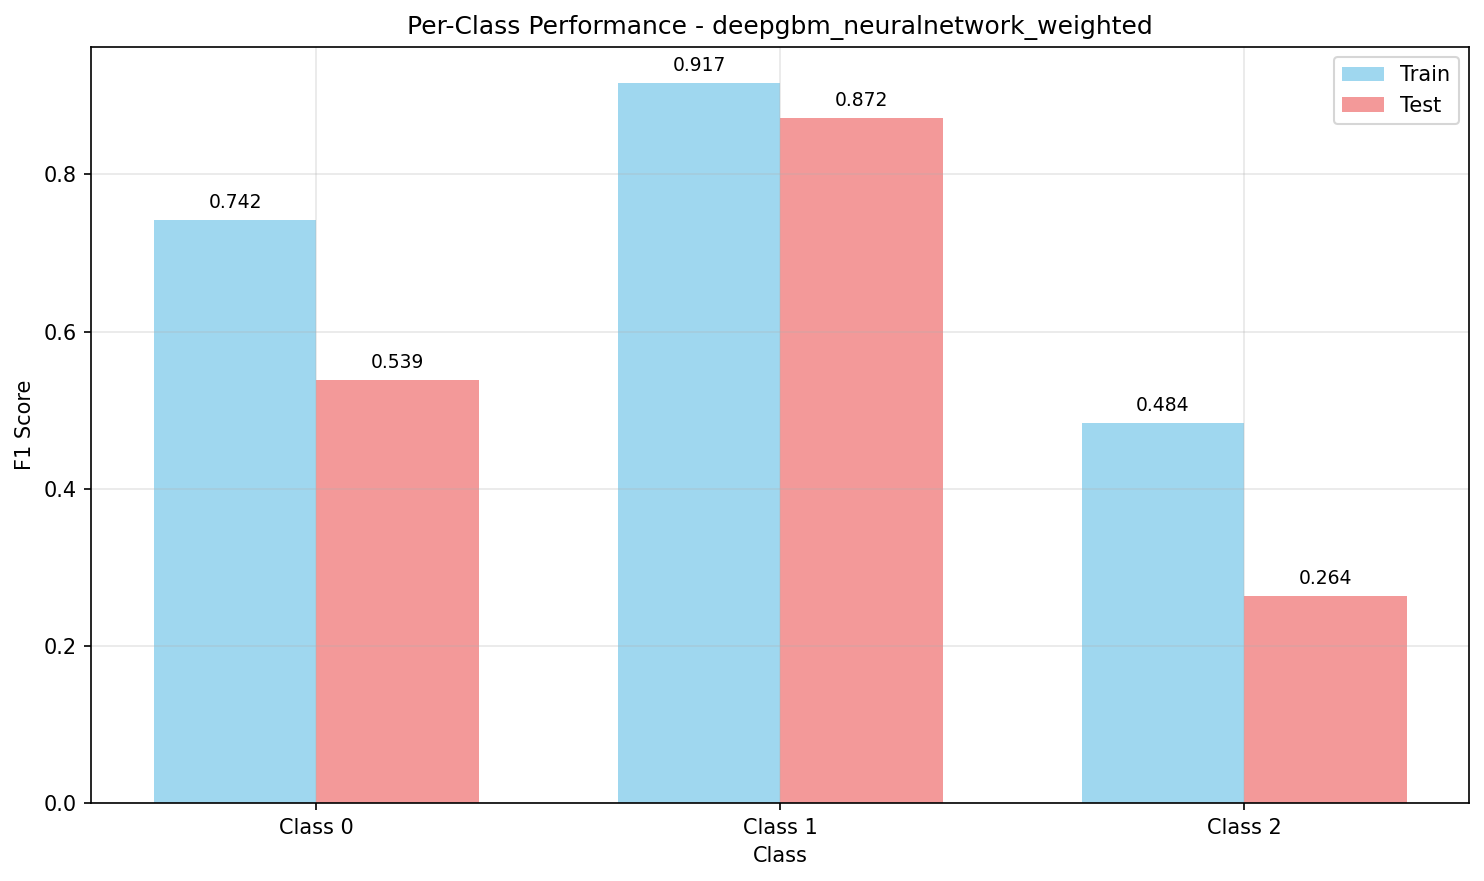 Per-Class Performance - deepgbm_neuralnetwork_weighted
Train
Test
0.917
0.872
0.742
0.539
0.484
0.264
F1 Score
0.8
0.6
0.4
0.2
0.0
Class 0
Class 1
Class 2
Class